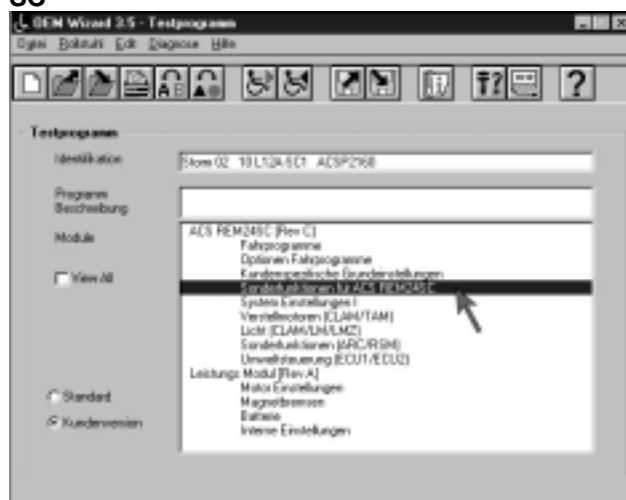 OEM Wizard 3.5 - Testprogramm
Datei Rollstuhl Edit Diagnose Hilfe
Testprogramm
Identifikation
Storm 02 10 L12A-SC1 ACSP2160
Programm
Beschreibung
Module
ACS REM24SC (Rev C)
Fahrprogramme
Optionen Fahrprogramme
Kundenspezifische Grundeinstellungen
View All
Sonderfunktionen für ACS REM24SC
System Einstellungen I
Verstellmotoren (CLAM/TAM)
Licht (CLAM/LM/LMZ)
Sonderfunktionen (ARC/RSM)
Umweltsteuerung (ECU1/ECU2)
Leistungs Modul (Rev A)
Motor Einstellungen
Standard
Magnetbremsen
Batterie
Kundenversion
Interne Einstellungen